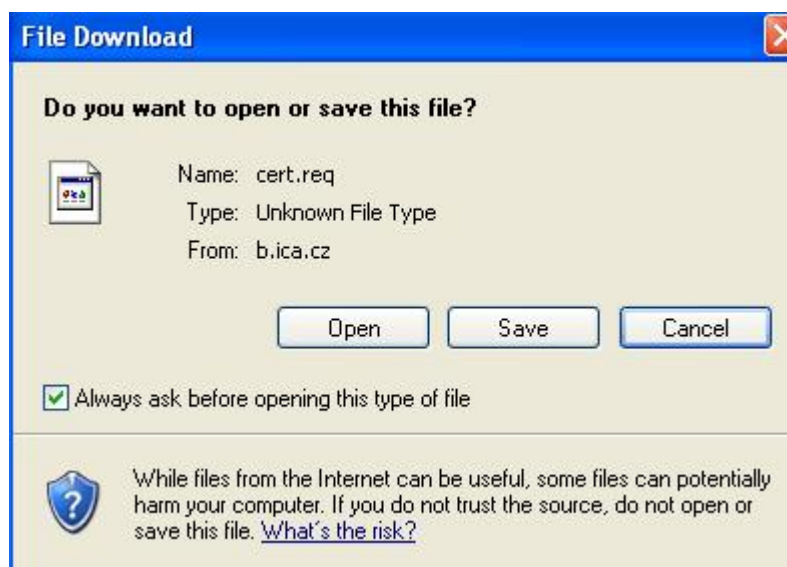 File Download
Do you want to open or save this file?
Name: cert.req
Type: Unknown File Type
From: b.ica.cz
Open Save Cancel
Always ask before opening this type of file
While files from the Internet can be useful, some files can potentially
harm your computer. If you do not trust the source, do not open or
save this file. What's the risk?